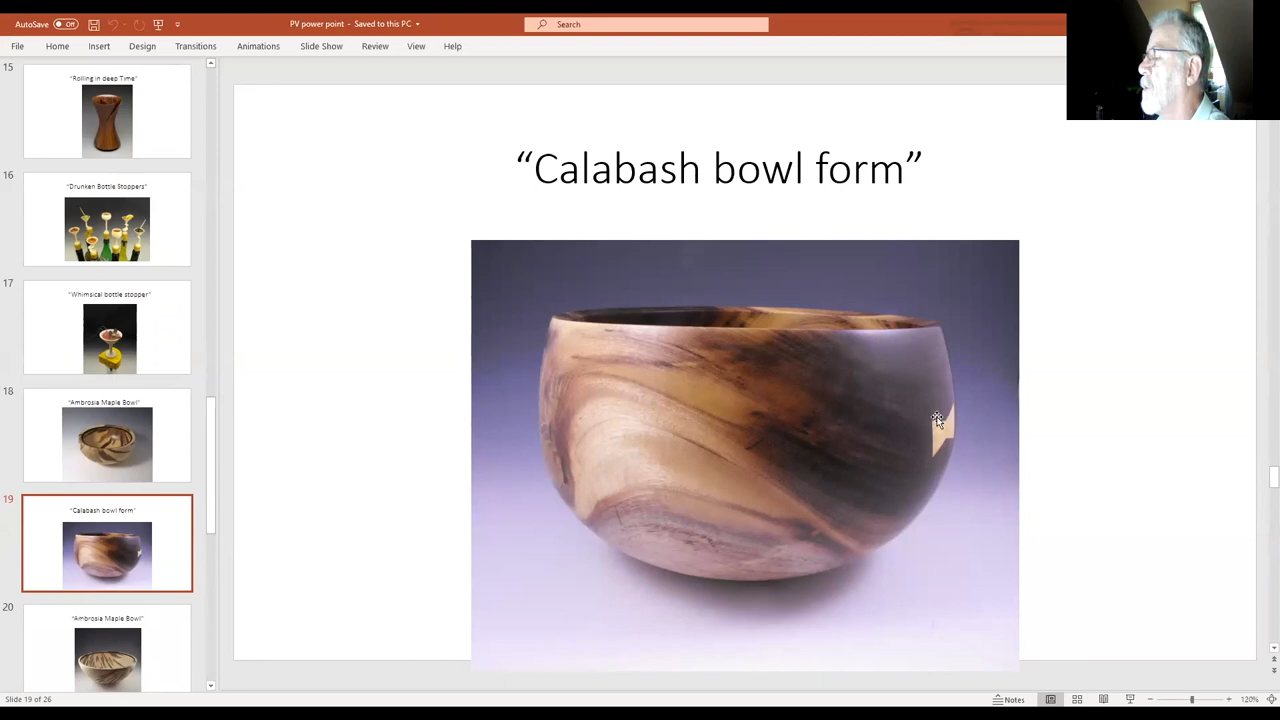 AutoSave Off
PV power point – Saved to this PC
Search
File Home Insert Design Transitions Animations Slide Show Review View Help
15
"Rolling in deep Time"
16
"Drunken Bottle Stoppers"
17
"Whimsical bottle stopper"
18
"Ambrosia Maple Bowl"
19
"Calabash bowl form"
20
"Ambrosia Maple Bowl"
“Calabash bowl form”
Slide 19 of 26
Notes
120%